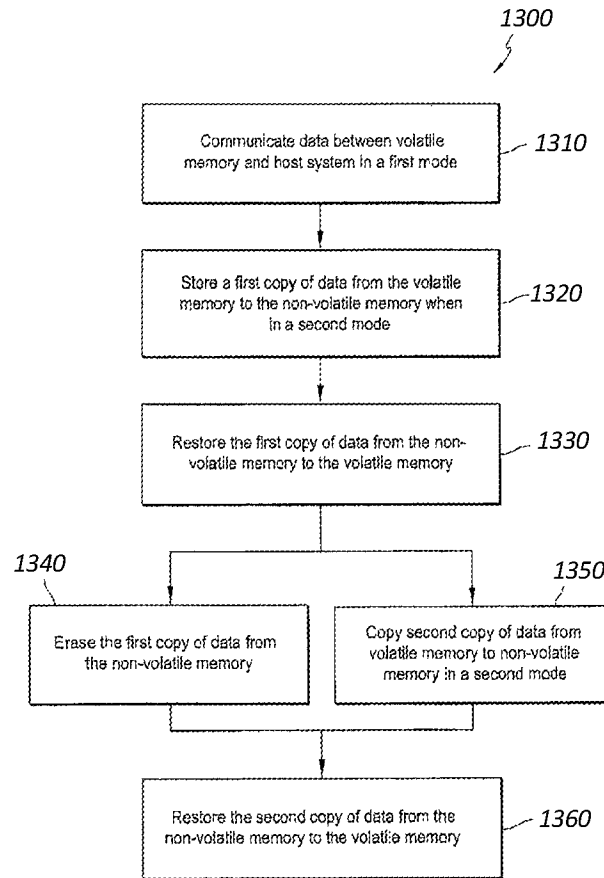 1300
Communicate data between volatile
memory and host system in a first mode
1310
Store a first copy of data from the volatile
memory to the non-volatile memory when
in a second mode
1320
Restore the first copy of data from the non-
volatile memory to the volatile memory
1330
1340
Erase the first copy of data from
the non-volatile memory
1350
Copy second copy of data from
volatile memory to non-volatile
memory in a second mode
Restore the second copy of data from the
non-volatile memory to the volatile memory
1360